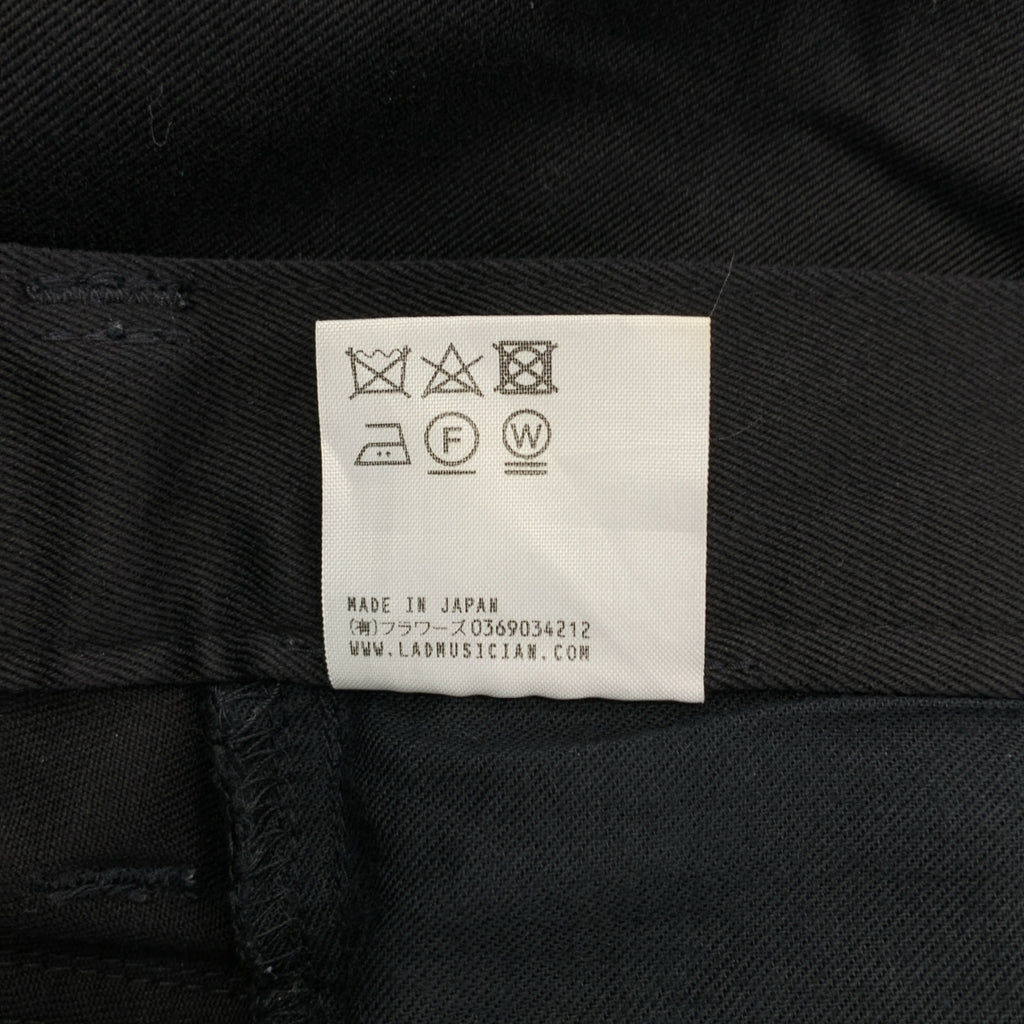 F W
MADE IN JAPAN
(有)フラワーズ0369034212
WWW.LADMUSICIAN.COM